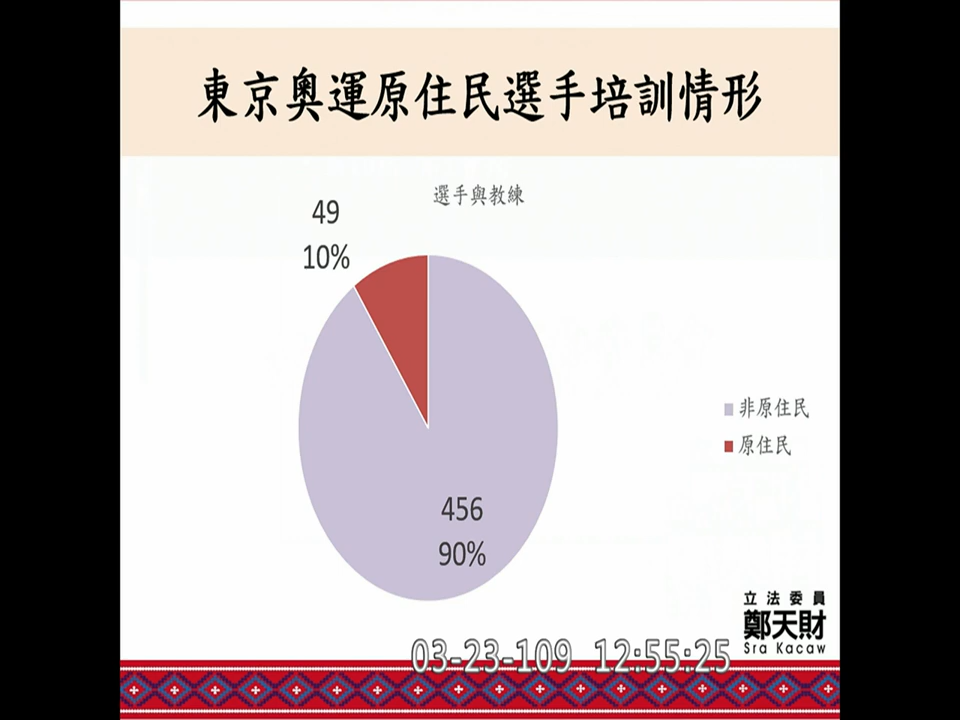 東京奧運原住民選手培訓情形
選手與教練
49
10%
456
90%
非原住民
原住民
立法委員
鄭天財
Sra Kacaw
03-23-109 12:55:25